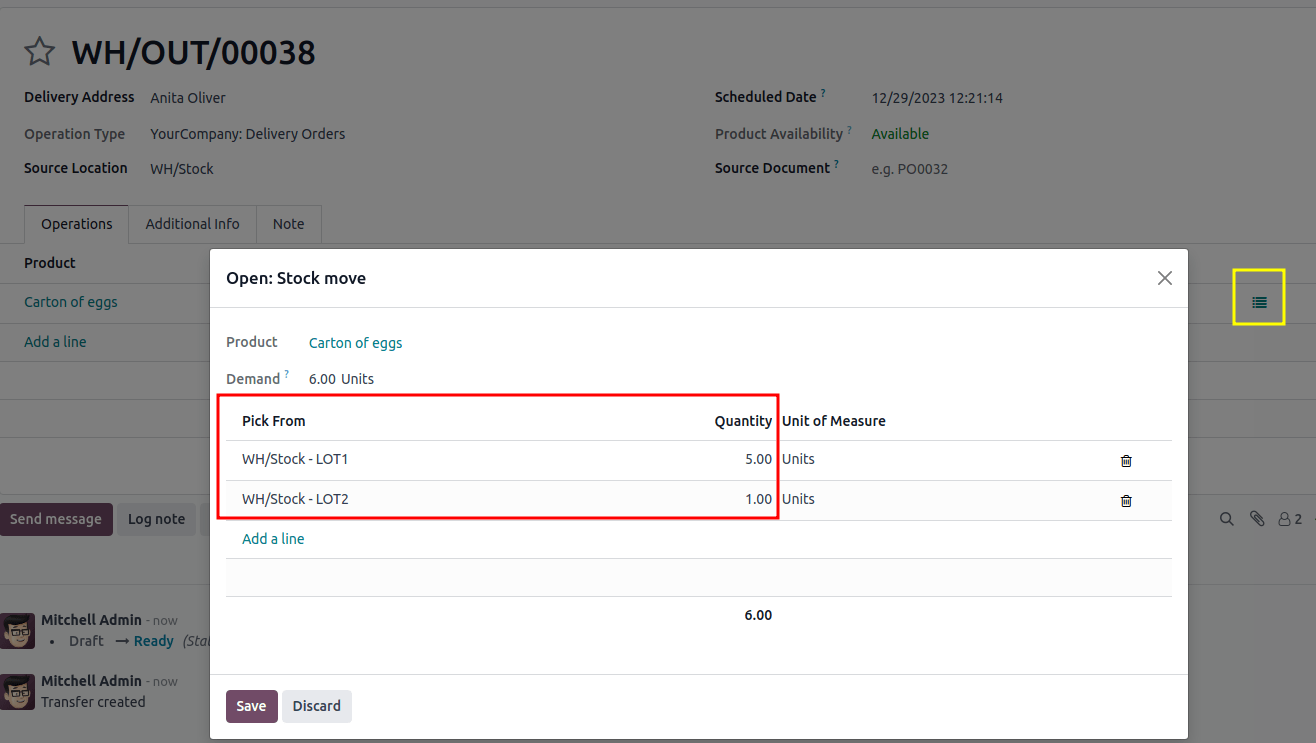 WH/OUT/00038
Delivery Address Anita Oliver Scheduled Date ? 12/29/2023 12:21:14
Operation Type YourCompany: Delivery Orders Product Availability ? Available
Source Location WH/Stock Source Document ? e.g. PO0032
Operations Additional Info Note
Product
Carton of eggs
Add a line
Open: Stock move
Product Carton of eggs
Demand ? 6.00 Units
Pick From Quantity Unit of Measure
WH/Stock - LOT1 5.00 Units
WH/Stock - LOT2 1.00 Units
Add a line
6.00
Save Discard
Send message Log note 2
Mitchell Admin - now
• Draft → Ready
Mitchell Admin - now
Transfer created